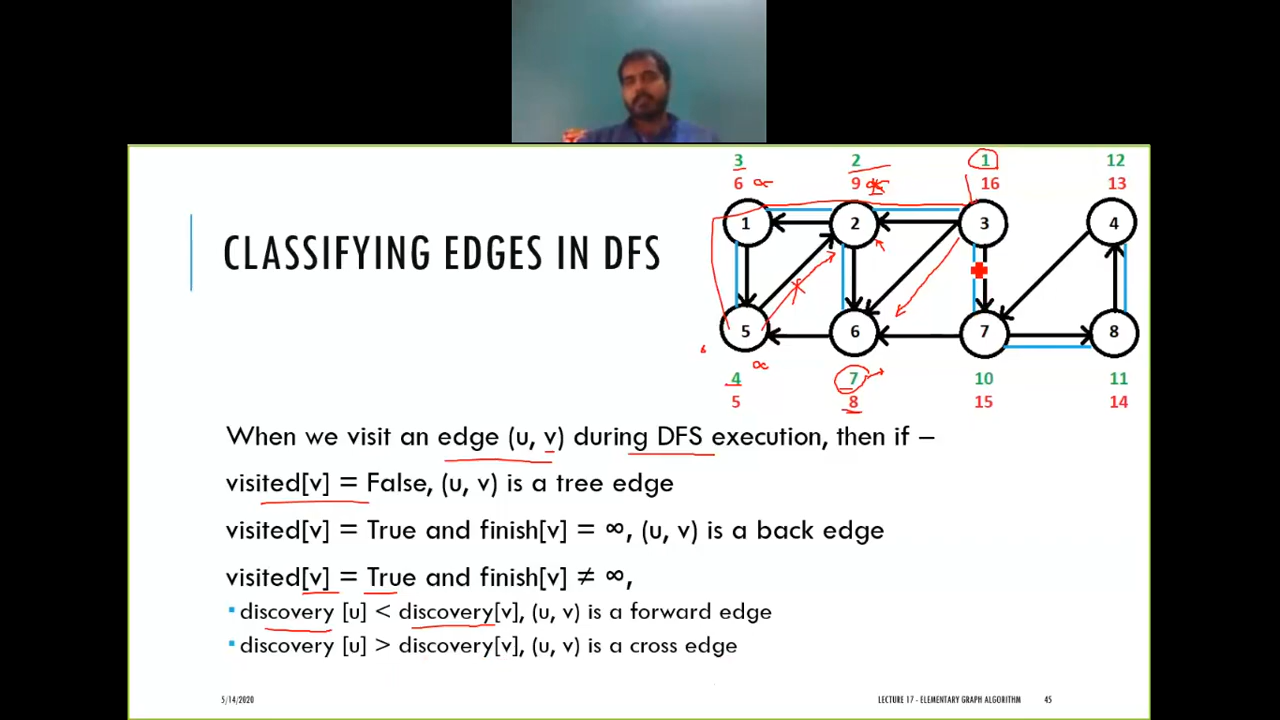 3 2 1 12
6 ∝ 9 16 13
1 2 3 4
CLASSIFYING EDGES IN DFS
5 6 7 8
∝
4 7 10 11
5 8 15 14
When we visit an edge (u, v) during DFS execution, then if –
visited[v] = False, (u, v) is a tree edge
visited[v] = True and finish[v] = ∞, (u, v) is a back edge
visited[v] = True and finish[v] ≠ ∞,
▪ discovery [u] < discovery[v], (u, v) is a forward edge
▪ discovery [u] > discovery[v], (u, v) is a cross edge
5/14/2020 LECTURE 17 - ELEMENTARY GRAPH ALGORITHM 45